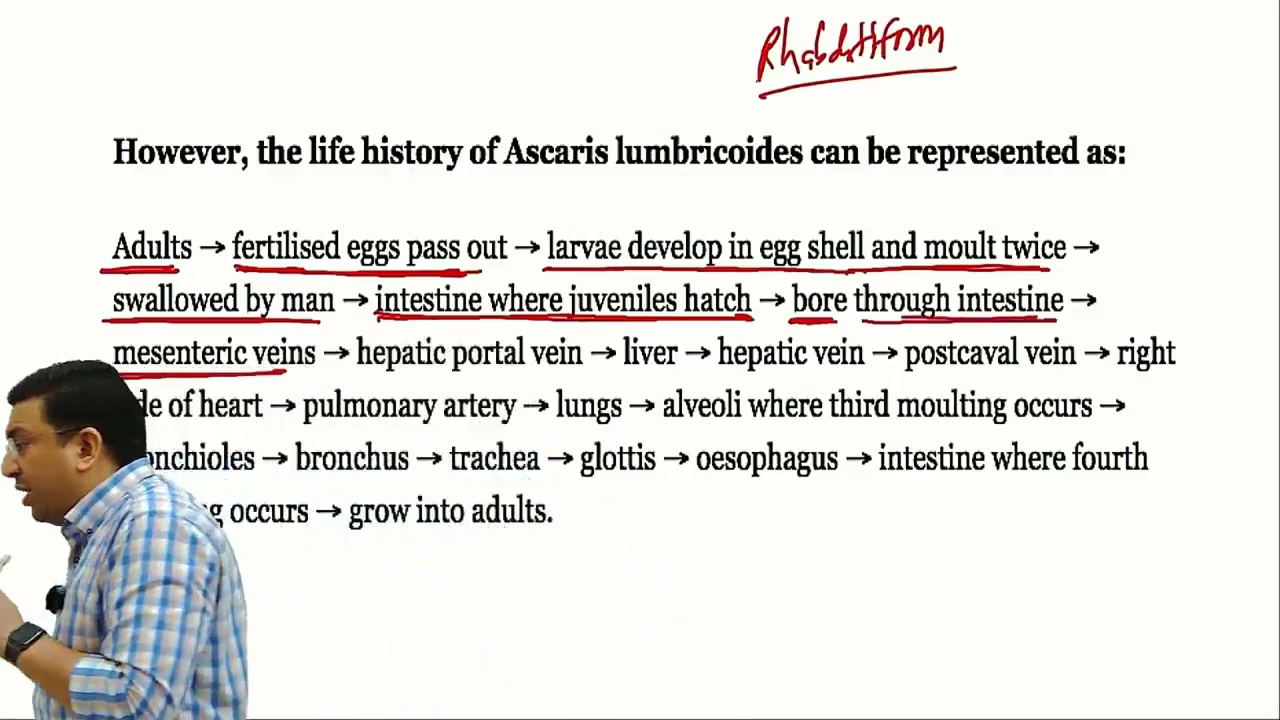 Rhabditiform
However, the life history of Ascaris lumbricoides can be represented as:
Adults → fertilised eggs pass out → larvae develop in egg shell and moult twice →
swallowed by man → intestine where juveniles hatch → bore through intestine →
mesenteric veins → hepatic portal vein → liver → hepatic vein → postcaval vein → right
of heart → pulmonary artery → lungs → alveoli where third moulting occurs →
→ bronchus → trachea → glottis → oesophagus → intestine where fourth
occurs → grow into adults.